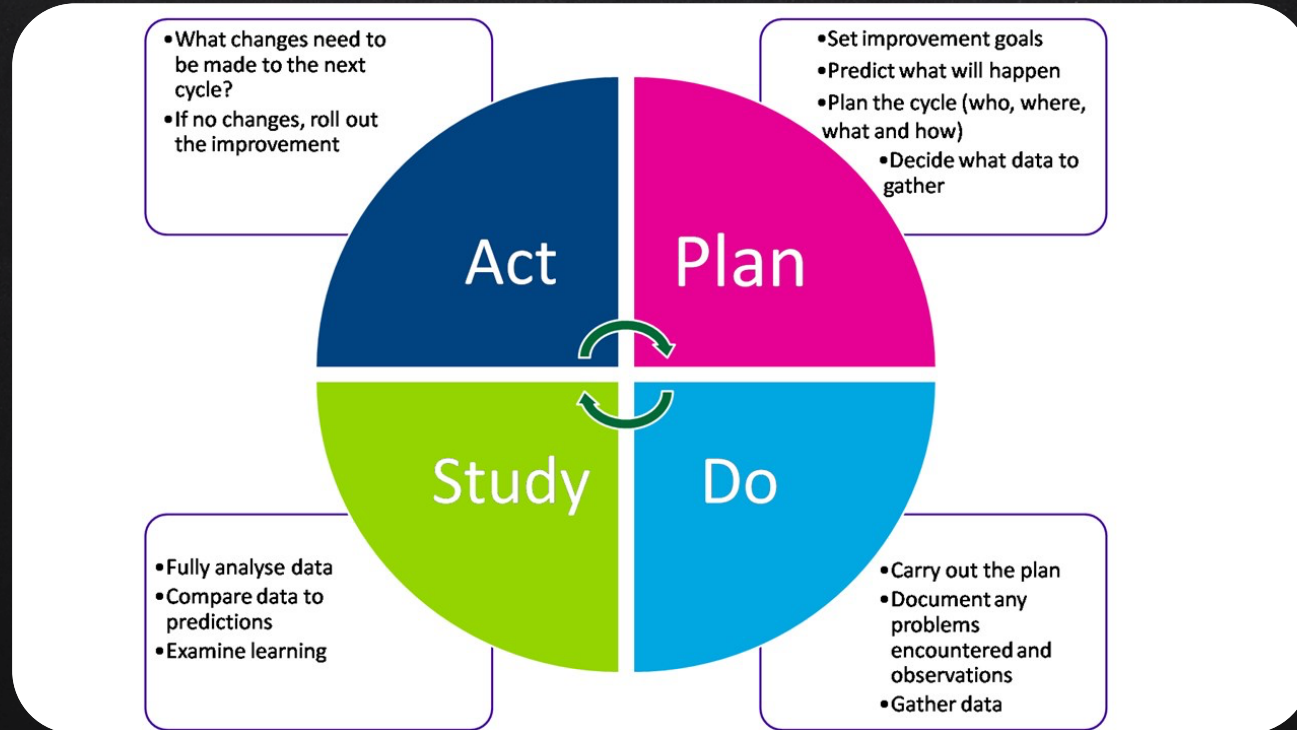 •What changes need to
be made to the next
cycle?
•If no changes, roll out
the improvement
•Set improvement goals
•Predict what will happen
•Plan the cycle (who, where,
what and how)
•Decide what data to
gather
Act
Plan
Study
Do
•Fully analyse data
•Compare data to
predictions
•Examine learning
•Carry out the plan
•Document any
problems
encountered and
observations
•Gather data